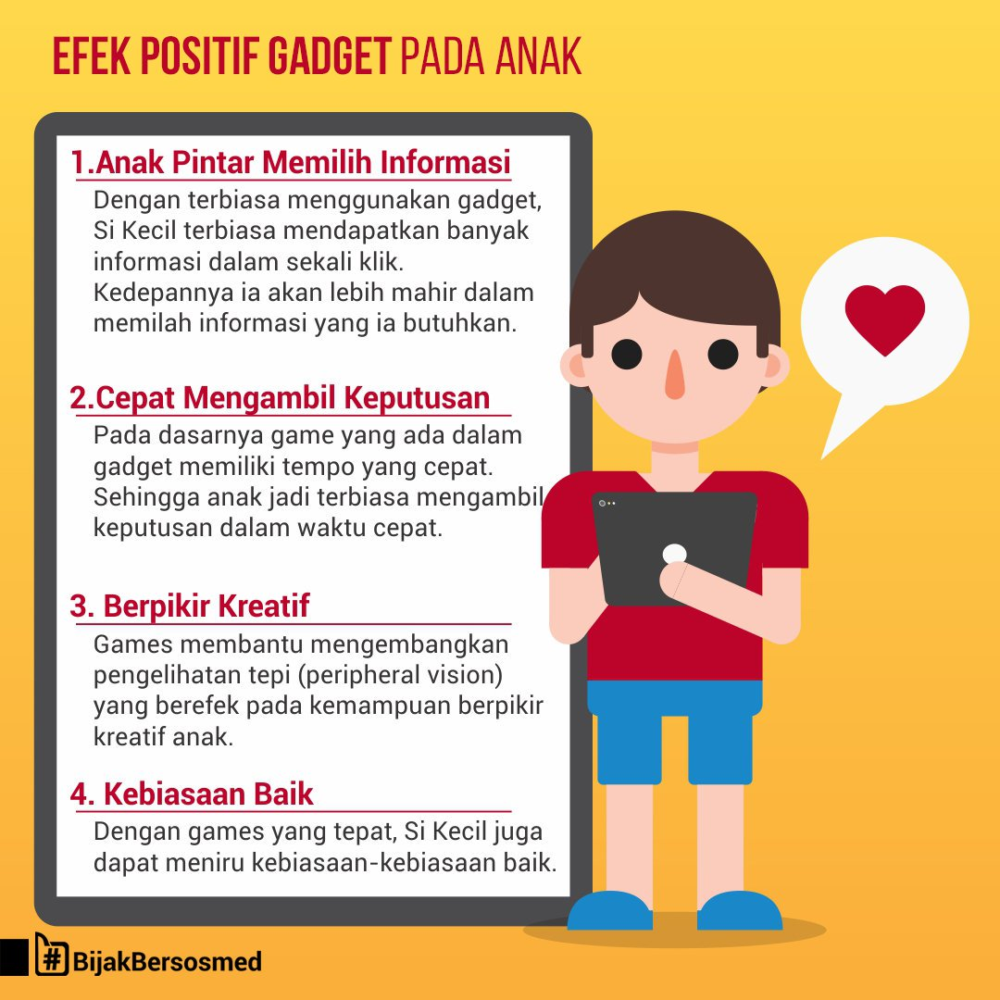 EFEK POSITIF GADGET PADA ANAK
1.Anak Pintar Memilih Informasi
Dengan terbiasa menggunakan gadget,
Si Kecil terbiasa mendapatkan banyak
informasi dalam sekali klik.
Kedepannya ia akan lebih mahir dalam
memilah informasi yang ia butuhkan.
2.Cepat Mengambil Keputusan
Pada dasarnya game yang ada dalam
gadget memiliki tempo yang cepat.
Sehingga anak jadi terbiasa mengambil
keputusan dalam waktu cepat.
3. Berpikir Kreatif
Games membantu mengembangkan
pengelihatan tepi (peripheral vision)
yang berefek pada kemampuan berpikir
kreatif anak.
4. Kebiasaan Baik
Dengan games yang tepat, Si Kecil juga
dapat meniru kebiasaan-kebiasaan baik.
#BijakBersosmed